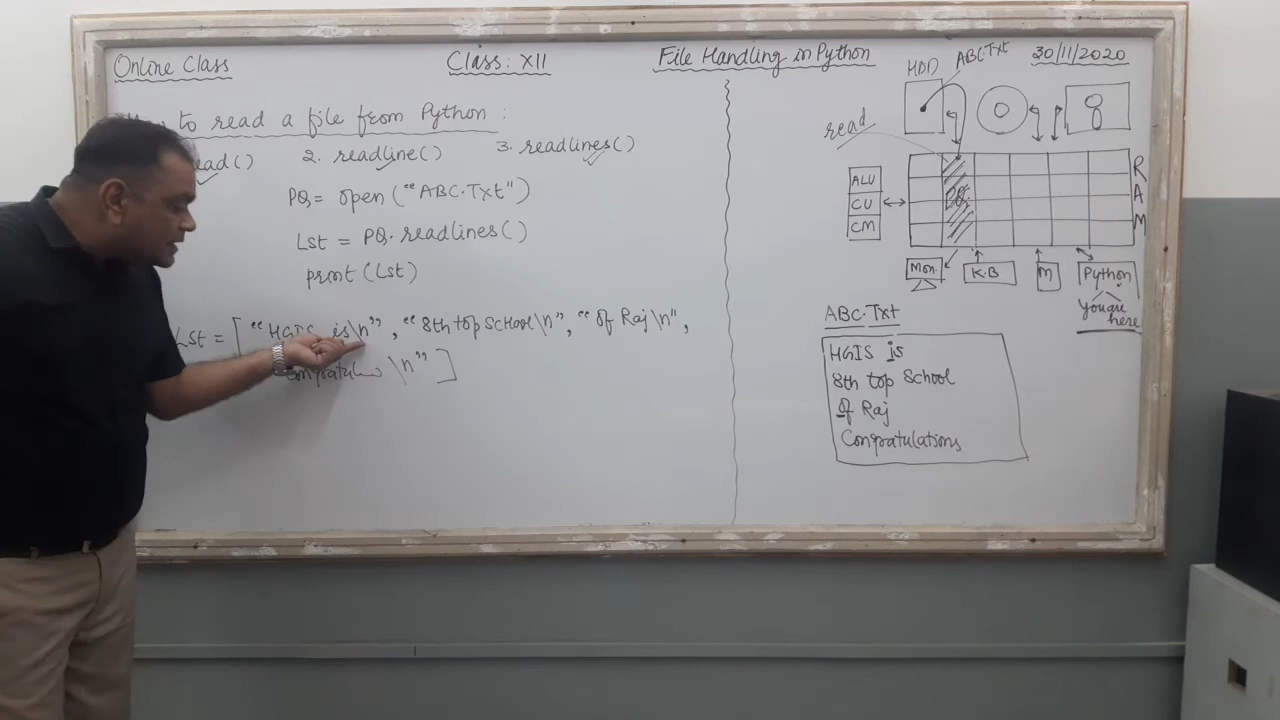 Online Class
Class: XII
File Handling in Python
30/11/2020
to read a file from Python :
read()
2. readline()
3. readlines()
PQ = open ("ABC.Txt")
Lst = PQ.readlines()
print (Lst)
Lst = [ "HGIS is\n", "8th top School\n", "of Raj\n",
\n" ]
HDD
ABC.Txt
read
ALU
CU
CM
PQ
RAM
Mon.
K.B
M
Python
You are
here
ABC.Txt
HGIS is
8th top School
Of Raj
Congratulations